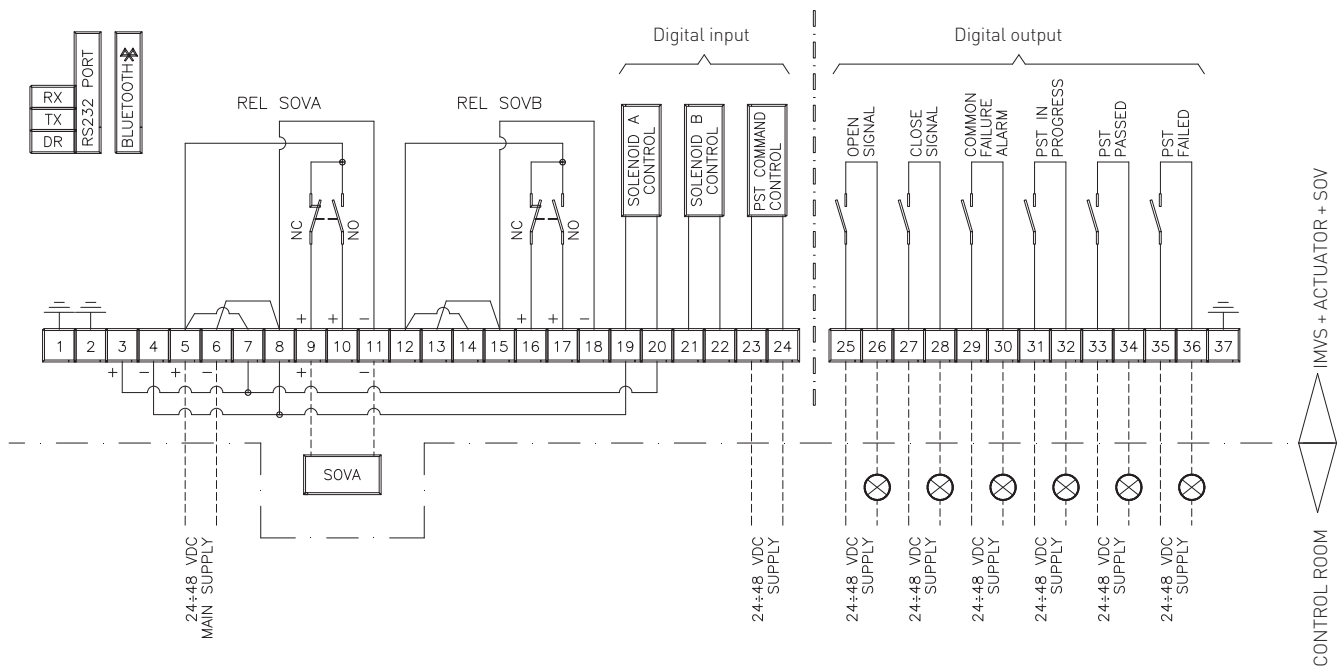 Digital input
Digital output
RX
TX
DR
RS232 PORT
BLUETOOTH
REL SOVA
REL SOVB
SOLENOID A
CONTROL
SOLENOID B
CONTROL
PST COMMAND
CONTROL
OPEN
SIGNAL
CLOSE
SIGNAL
COMMON
FAILURE
ALARM
PST IN
PROGRESS
PST
PASSED
PST
FAILED
NC
NO
NC
NO
+ + −
+ + −
1 2 3 4 5 6 7 8 9 10 11 12 13 14 15 16 17 18 19 20 21 22 23 24
25 26 27 28 29 30 31 32 33 34 35 36 37
+ − + − + −
SOVA
24÷48 VDC
MAIN SUPPLY
24÷48 VDC
SUPPLY
24÷48 VDC
SUPPLY
24÷48 VDC
SUPPLY
24÷48 VDC
SUPPLY
24÷48 VDC
SUPPLY
24÷48 VDC
SUPPLY
24÷48 VDC
SUPPLY
IMVS + ACTUATOR + SOV
CONTROL ROOM